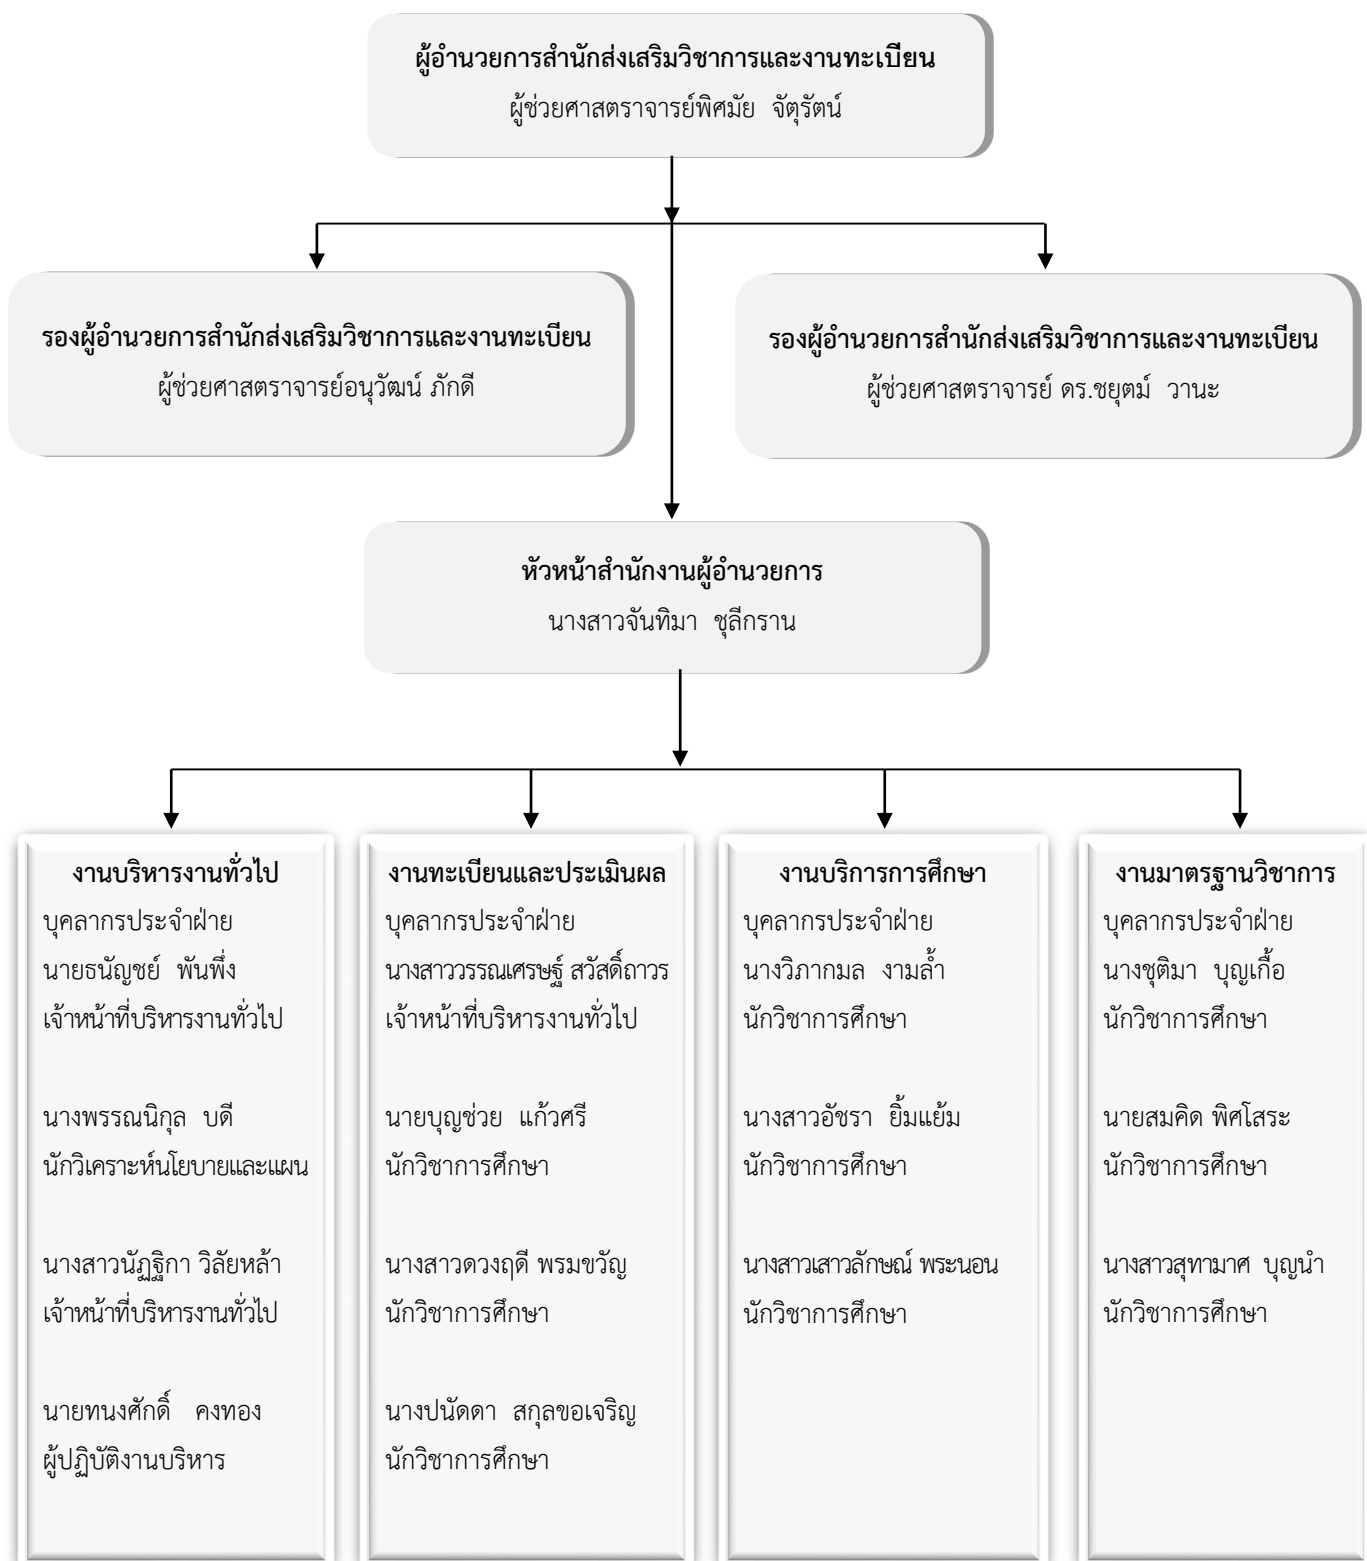 ผู้อำนวยการสำนักส่งเสริมวิชาการและงานทะเบียน
ผู้ช่วยศาสตราจารย์พิศมัย จัตุรัตน์
รองผู้อำนวยการสำนักส่งเสริมวิชาการและงานทะเบียน
ผู้ช่วยศาสตราจารย์อนุวัฒน์ ภักดี
รองผู้อำนวยการสำนักส่งเสริมวิชาการและงานทะเบียน
ผู้ช่วยศาสตราจารย์ ดร.ชยุตม์ วานะ
หัวหน้าสำนักงานผู้อำนวยการ
นางสาวจันทิมา ชุลีกราน
งานบริหารงานทั่วไป
บุคลากรประจำฝ่าย
นายธนัญชย์ พันพึ่ง
เจ้าหน้าที่บริหารงานทั่วไป
นางพรรณนิกุล บดี
นักวิเคราะห์นโยบายและแผน
นางสาวนัฏฐิกา วิลัยหล้า
เจ้าหน้าที่บริหารงานทั่วไป
นายทนงศักดิ์ คงทอง
ผู้ปฏิบัติงานบริหาร
งานทะเบียนและประเมินผล
บุคลากรประจำฝ่าย
นางสาววรรณเศรษฐ์ สวัสดิ์ถาวร
เจ้าหน้าที่บริหารงานทั่วไป
นายบุญช่วย แก้วศรี
นักวิชาการศึกษา
นางสาวดวงฤดี พรมขวัญ
นักวิชาการศึกษา
นางปนัดดา สกุลขอเจริญ
นักวิชาการศึกษา
งานบริการการศึกษา
บุคลากรประจำฝ่าย
นางวิภากมล งามล้ำ
นักวิชาการศึกษา
นางสาวอัชรา ยิ้มแย้ม
นักวิชาการศึกษา
นางสาวเสาวลักษณ์ พระนอน
นักวิชาการศึกษา
งานมาตรฐานวิชาการ
บุคลากรประจำฝ่าย
นางชุติมา บุญเกื้อ
นักวิชาการศึกษา
นายสมคิด พิศโสระ
นักวิชาการศึกษา
นางสาวสุทามาศ บุญนำ
นักวิชาการศึกษา